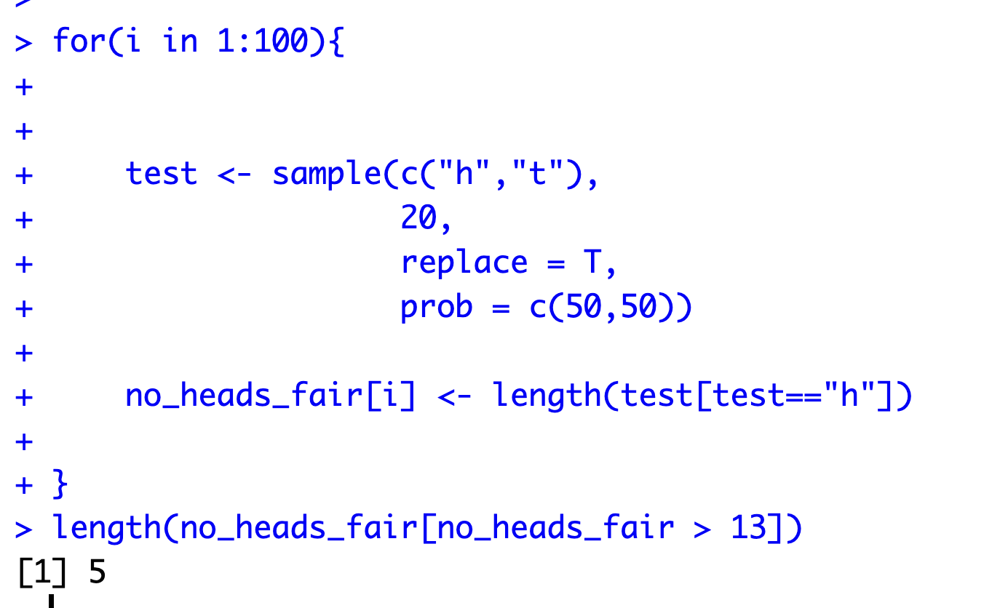 >
> for(i in 1:100){
+
+
+     test <- sample(c("h","t"),
+                    20,
+                    replace = T,
+                    prob = c(50,50))
+
+     no_heads_fair[i] <- length(test[test=="h"])
+
+ }
> length(no_heads_fair[no_heads_fair > 13])
[1] 5